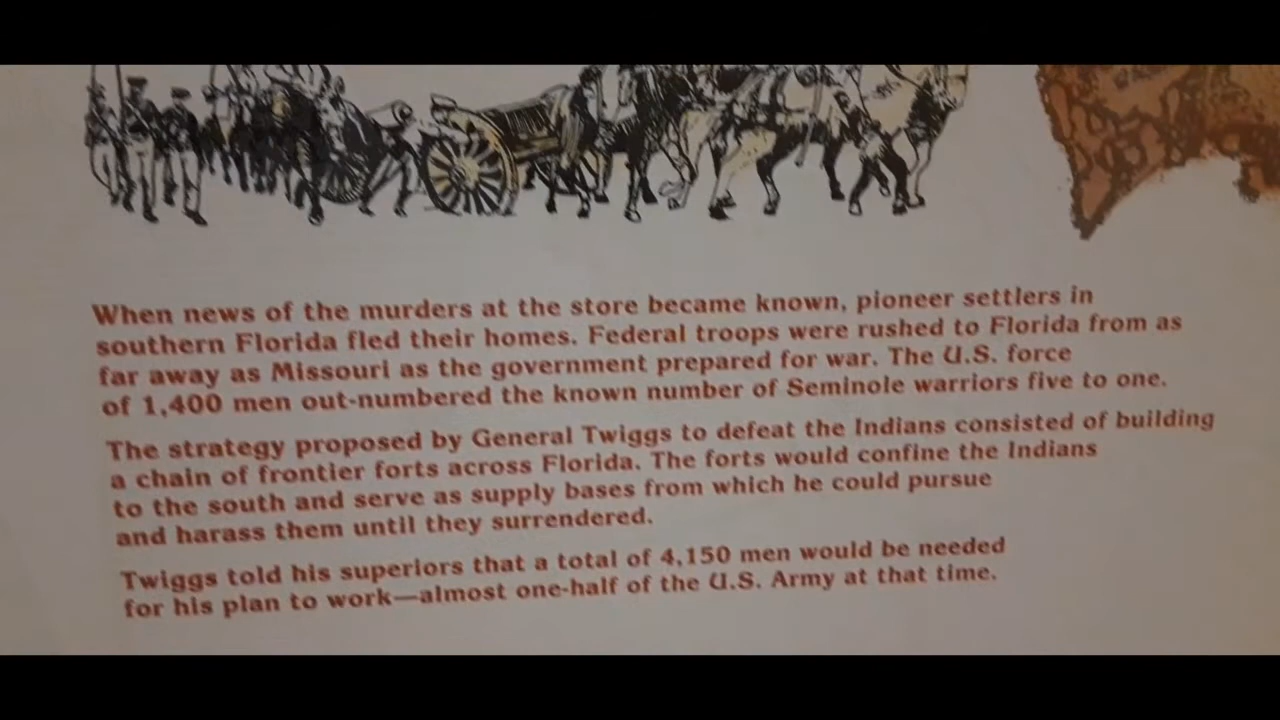 When news of the murders at the store became known, pioneer settlers in
southern Florida fled their homes. Federal troops were rushed to Florida from as
far away as Missouri as the government prepared for war. The U.S. force
of 1,400 men out-numbered the known number of Seminole warriors five to one.
The strategy proposed by General Twiggs to defeat the Indians consisted of building
a chain of frontier forts across Florida. The forts would confine the Indians
to the south and serve as supply bases from which he could pursue
and harass them until they surrendered.
Twiggs told his superiors that a total of 4,150 men would be needed
for his plan to work—almost one-half of the U.S. Army at that time.